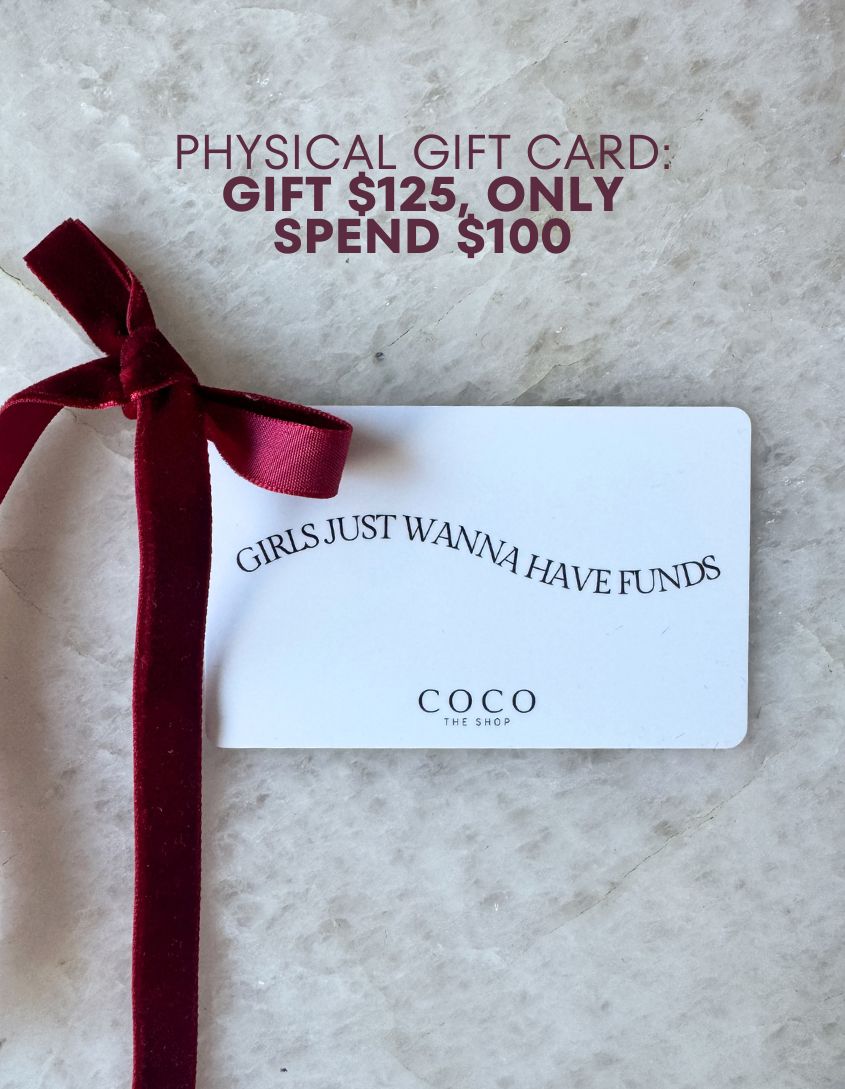 PHYSICAL GIFT CARD:
GIFT $125, ONLY
SPEND $100
GIRLS JUST WANNA HAVE FUNDS
COCO
THE SHOP